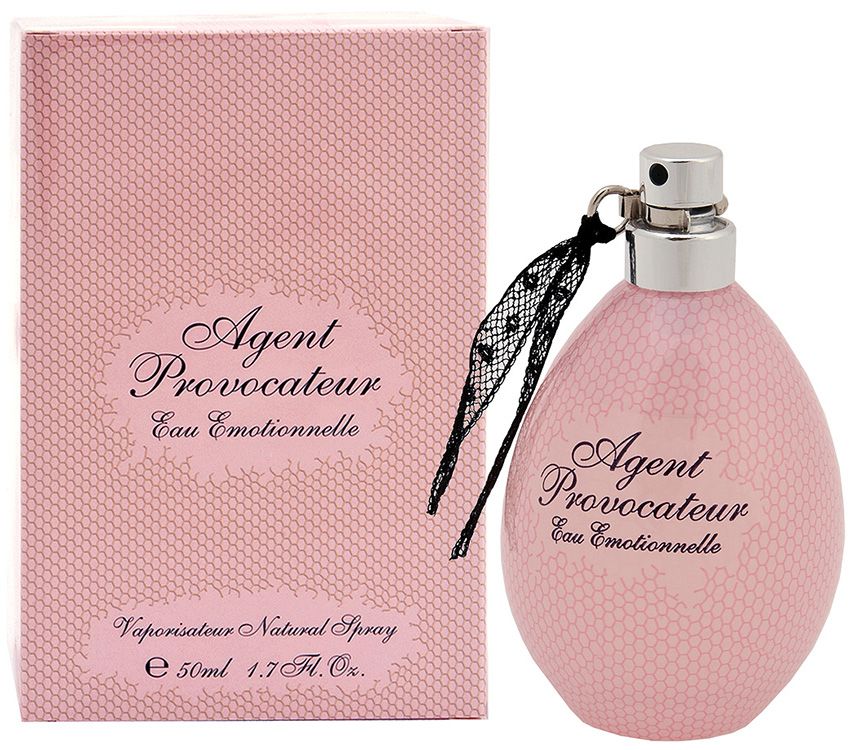 Agent
Provocateur
Eau Emotionnelle
Vaporisateur Natural Spray
℮ 50ml 1.7 Fl. Oz.
Agent
Provocateur
Eau Emotionnelle